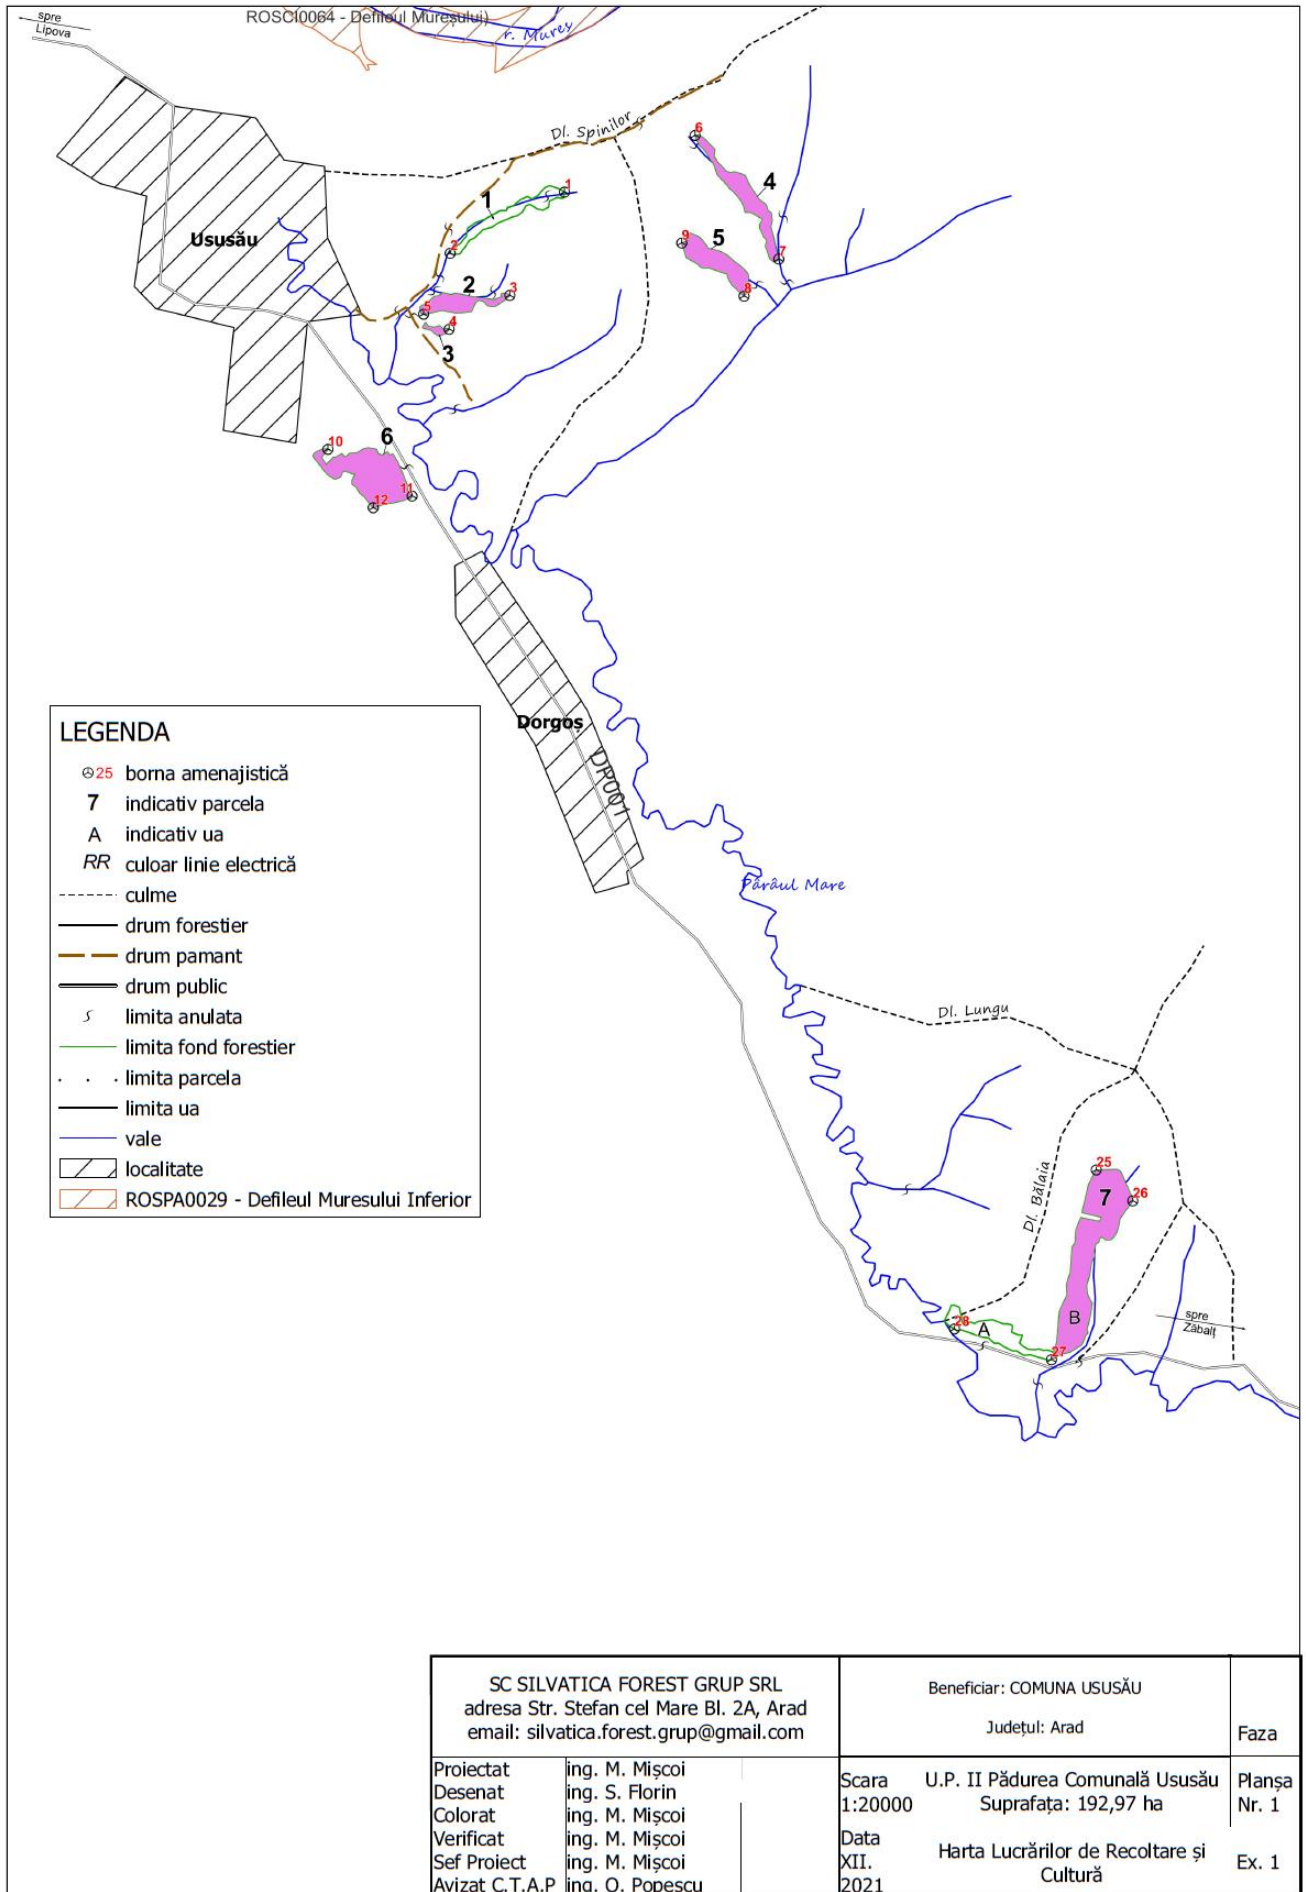 spre
Lipova
ROSCI0064 - Defileul Mureșului)
r. Mureș
Dl. Spinilor
6
1
1
4
Ususău
9
5
2
7
2
3
8
5
4
3
6
10
11
12
Dorgoș
DP001
LEGENDA
25 borna amenajistică
7 indicativ parcela
A indicativ ua
RR culoar linie electrică
culme
drum forestier
drum pamant
drum public
limita anulata
limita fond forestier
limita parcela
limita ua
vale
localitate
ROSPA0029 - Defileul Muresului Inferior
Pârâul Mare
Dl. Lungu
Dl. Bălaia
25
7
26
28
A
B
27
spre
Zăbalț
SC SILVATICA FOREST GRUP SRL
adresa Str. Stefan cel Mare Bl. 2A, Arad
email: silvatica.forest.grup@gmail.com
Beneficiar: COMUNA USUSĂU
Județul: Arad
Faza
Proiectat ing. M. Mișcoi
Desenat ing. S. Florin
Colorat ing. M. Mișcoi
Verificat ing. M. Mișcoi
Sef Proiect ing. M. Mișcoi
Avizat C.T.A.P ing. O. Popescu
Scara
1:20000
U.P. II Pădurea Comunală Ususău
Suprafața: 192,97 ha
Planșa
Nr. 1
Data
XII.
2021
Harta Lucrărilor de Recoltare și
Cultură
Ex. 1